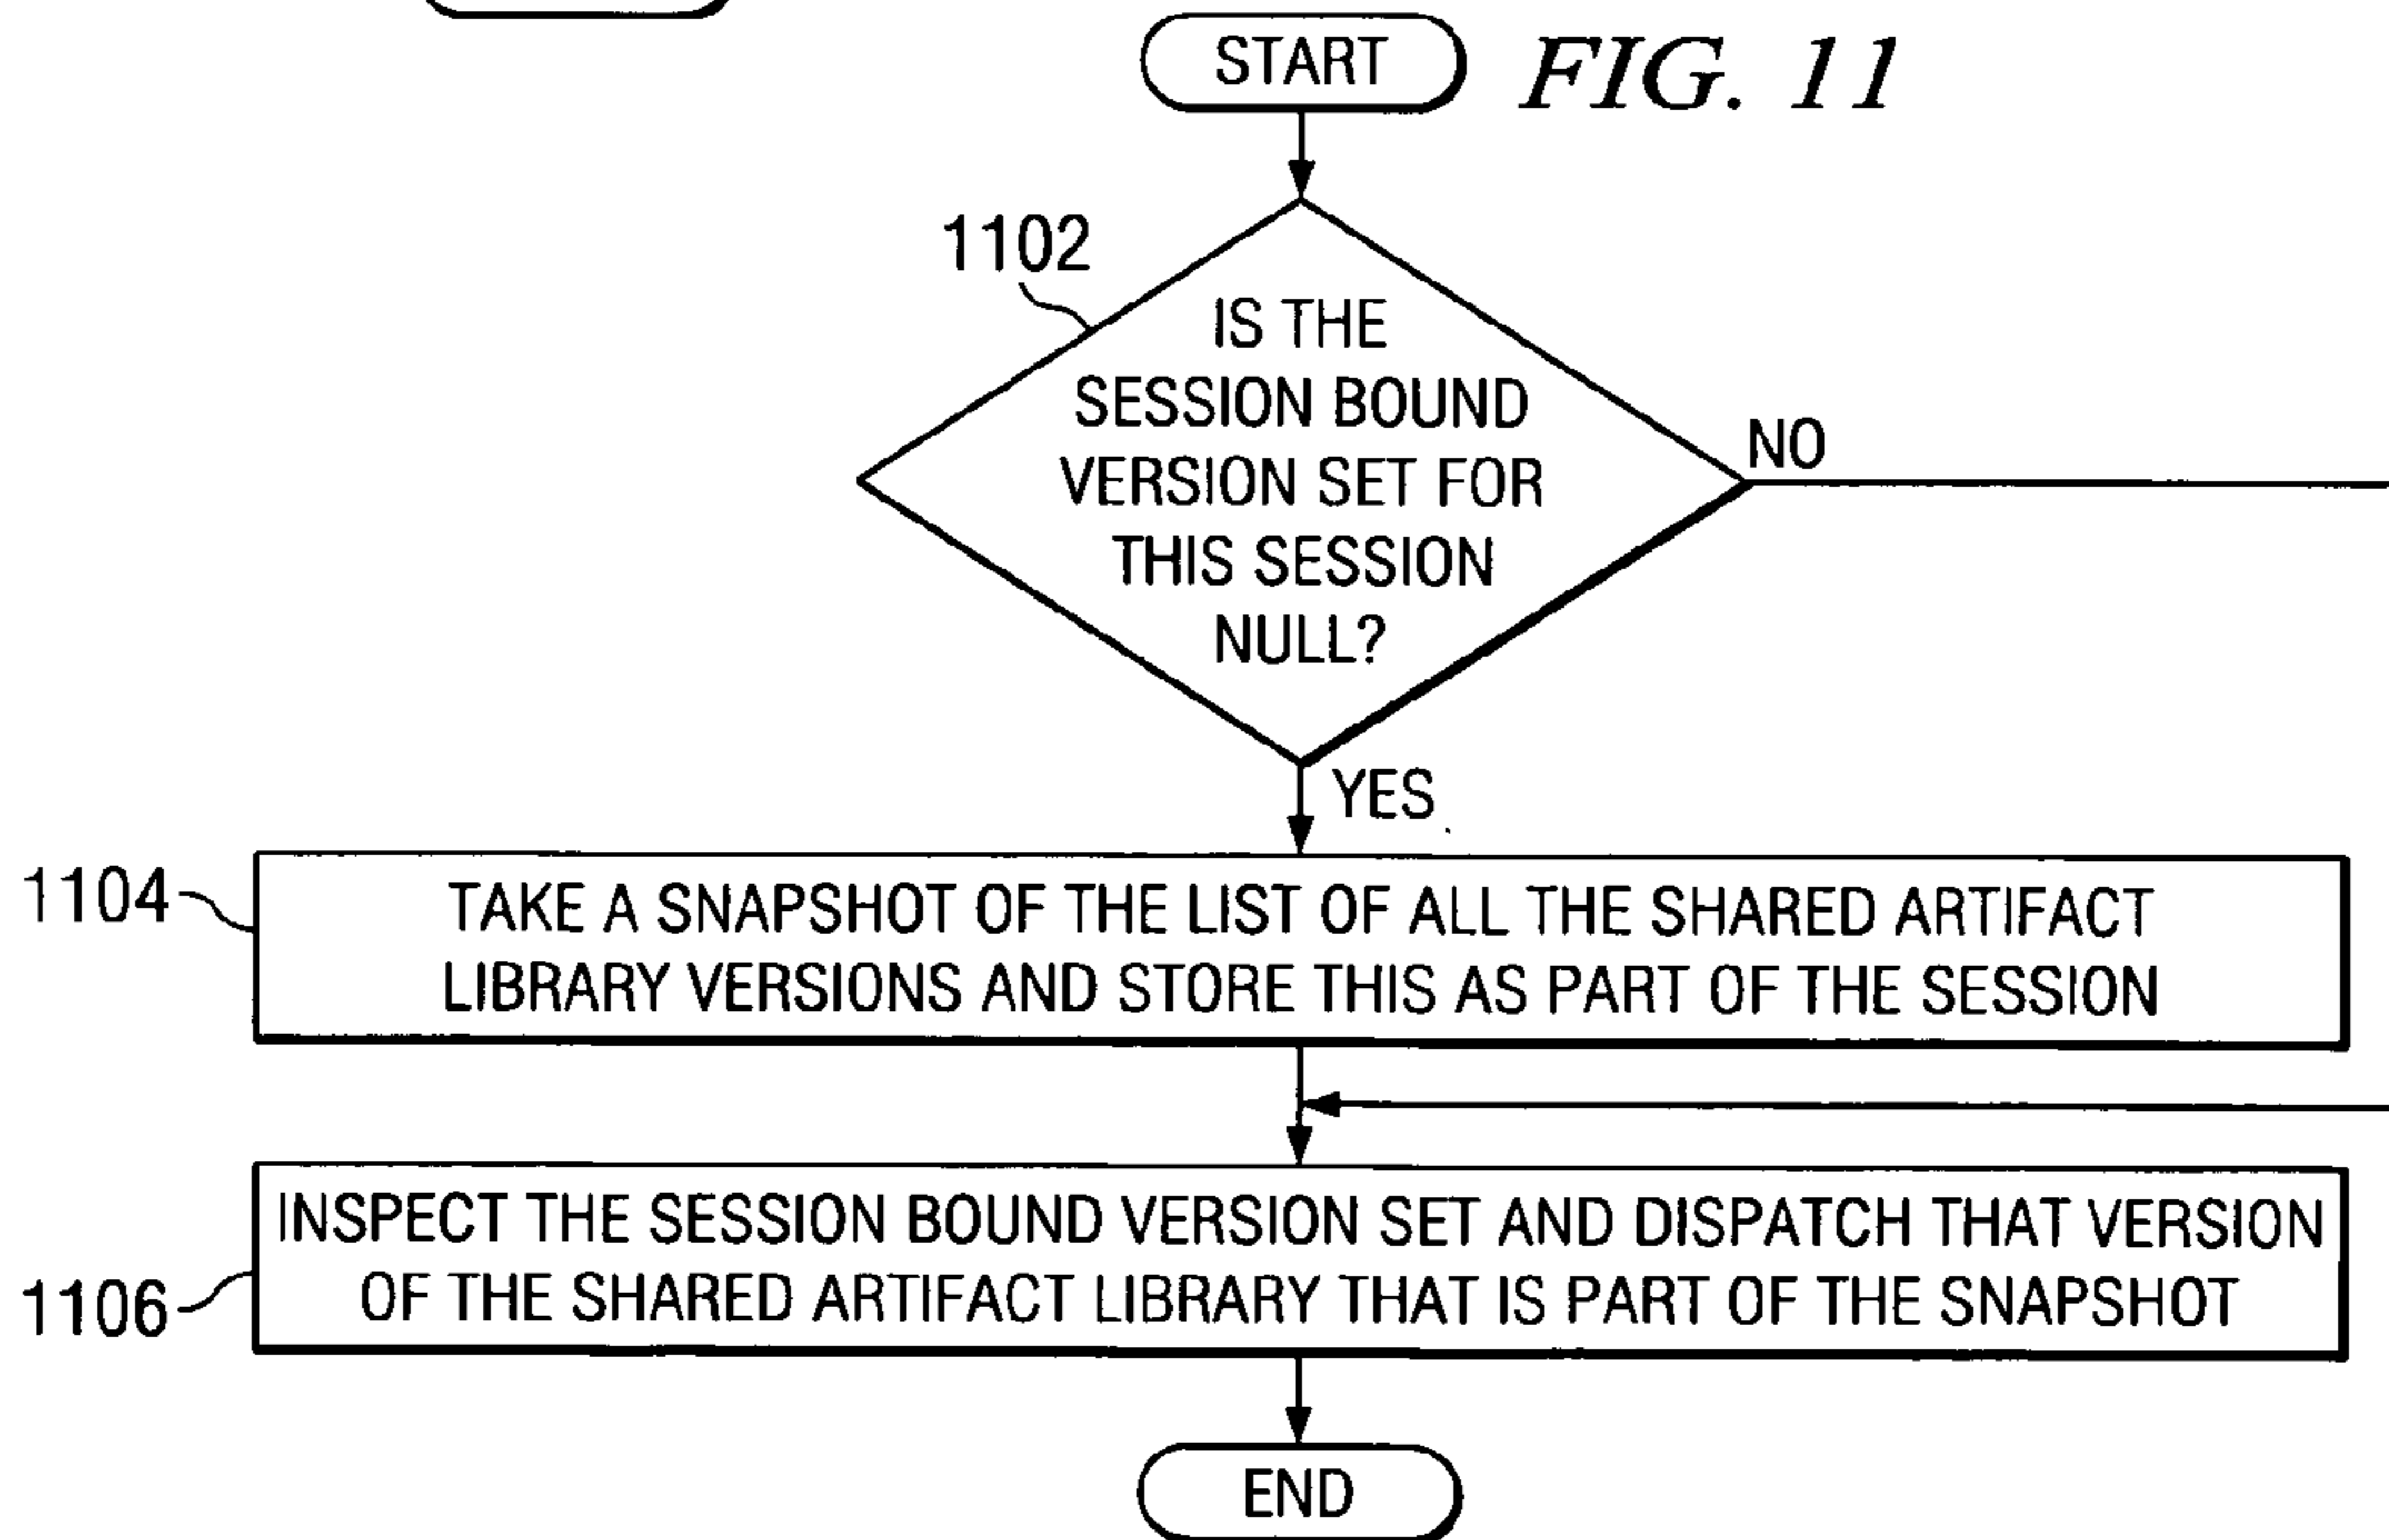 START
FIG. 11
1102
IS THE
SESSION BOUND
VERSION SET FOR
THIS SESSION
NULL?
NO
YES
1104
TAKE A SNAPSHOT OF THE LIST OF ALL THE SHARED ARTIFACT
LIBRARY VERSIONS AND STORE THIS AS PART OF THE SESSION
INSPECT THE SESSION BOUND VERSION SET AND DISPATCH THAT VERSION
OF THE SHARED ARTIFACT LIBRARY THAT IS PART OF THE SNAPSHOT
1106
END